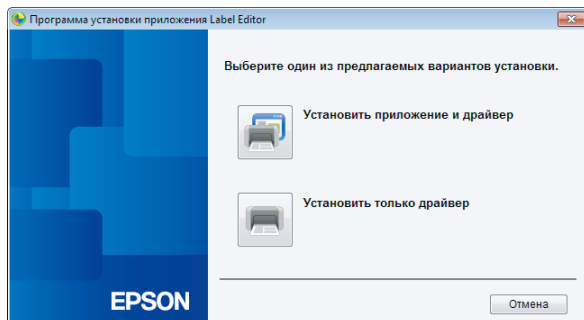 Программа установки приложения Label Editor
Выберите один из предлагаемых вариантов установки.
Установить приложение и драйвер
Установить только драйвер
EPSON
Отмена